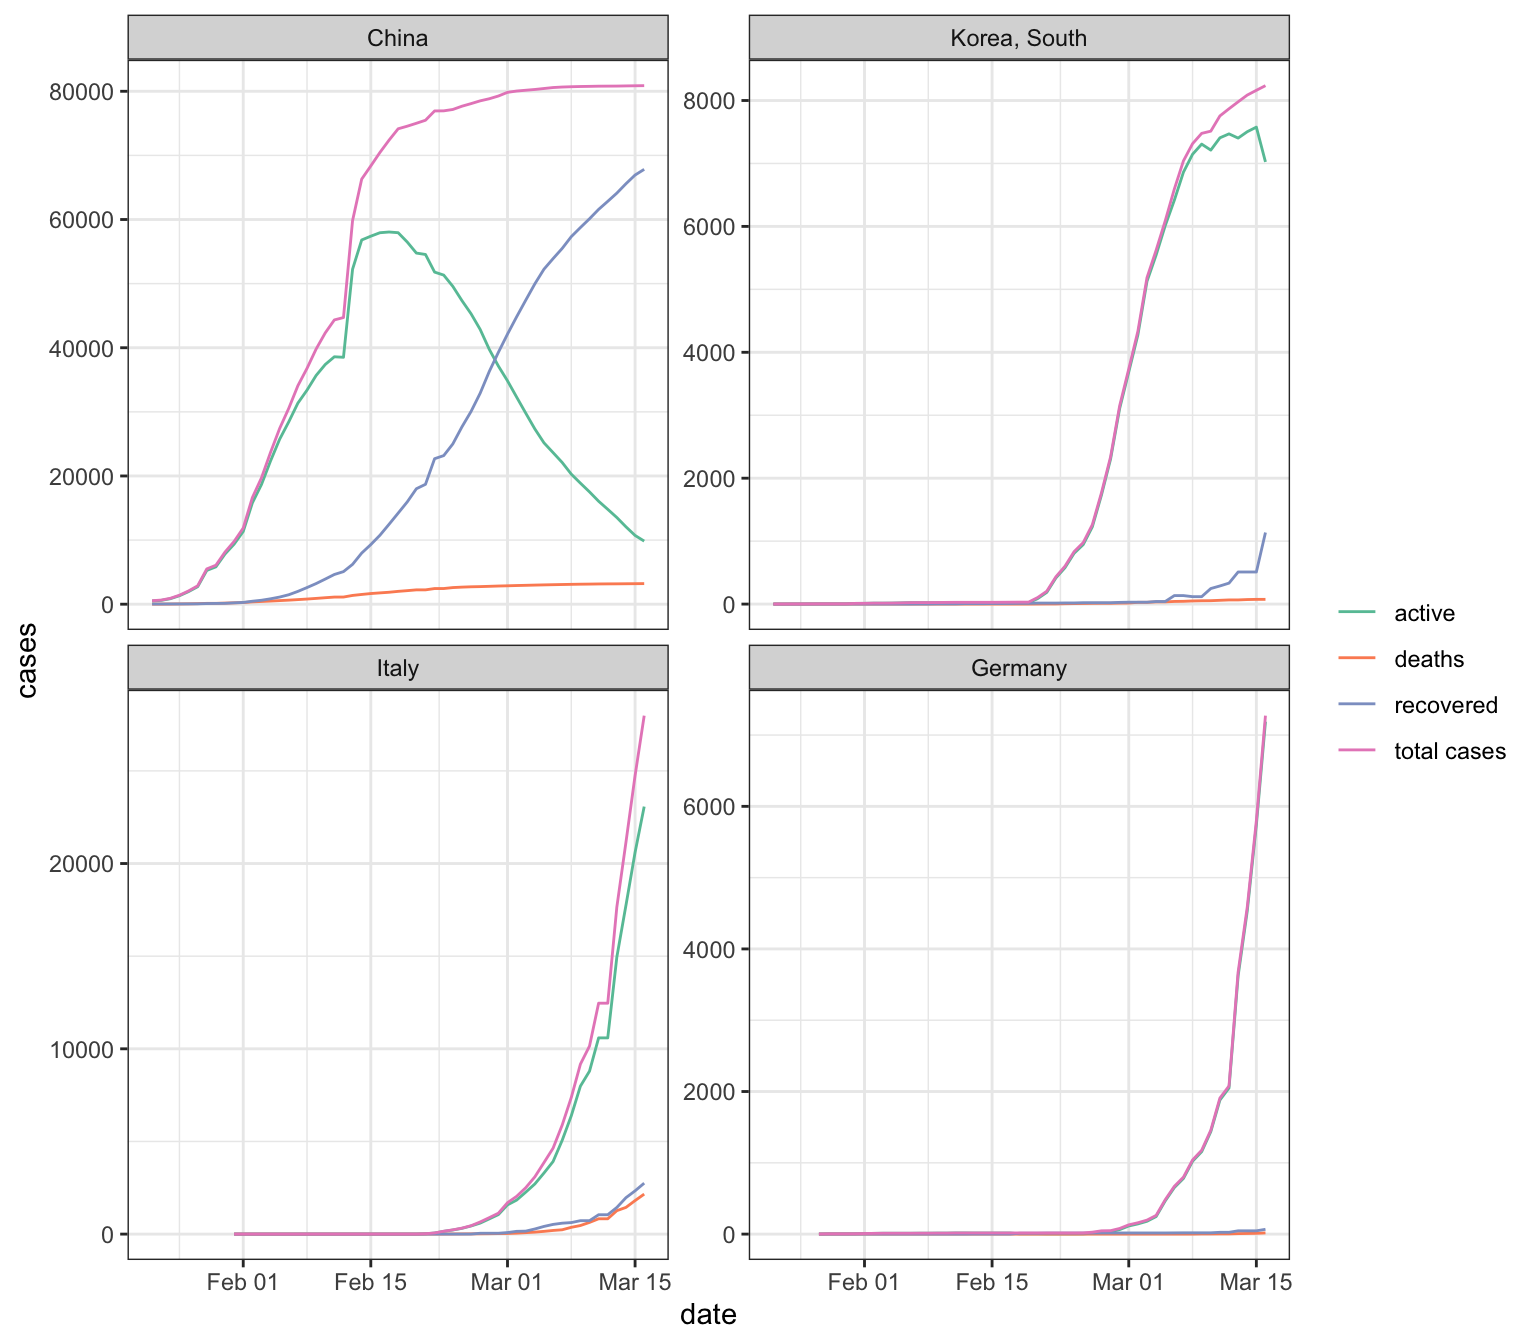 China
Korea, South
80000
60000
40000
20000
0
8000
6000
4000
2000
0
Italy
Germany
20000
10000
0
6000
4000
2000
0
Feb 01
Feb 15
Mar 01
Mar 15
Feb 01
Feb 15
Mar 01
Mar 15
date
cases
active
deaths
recovered
total cases